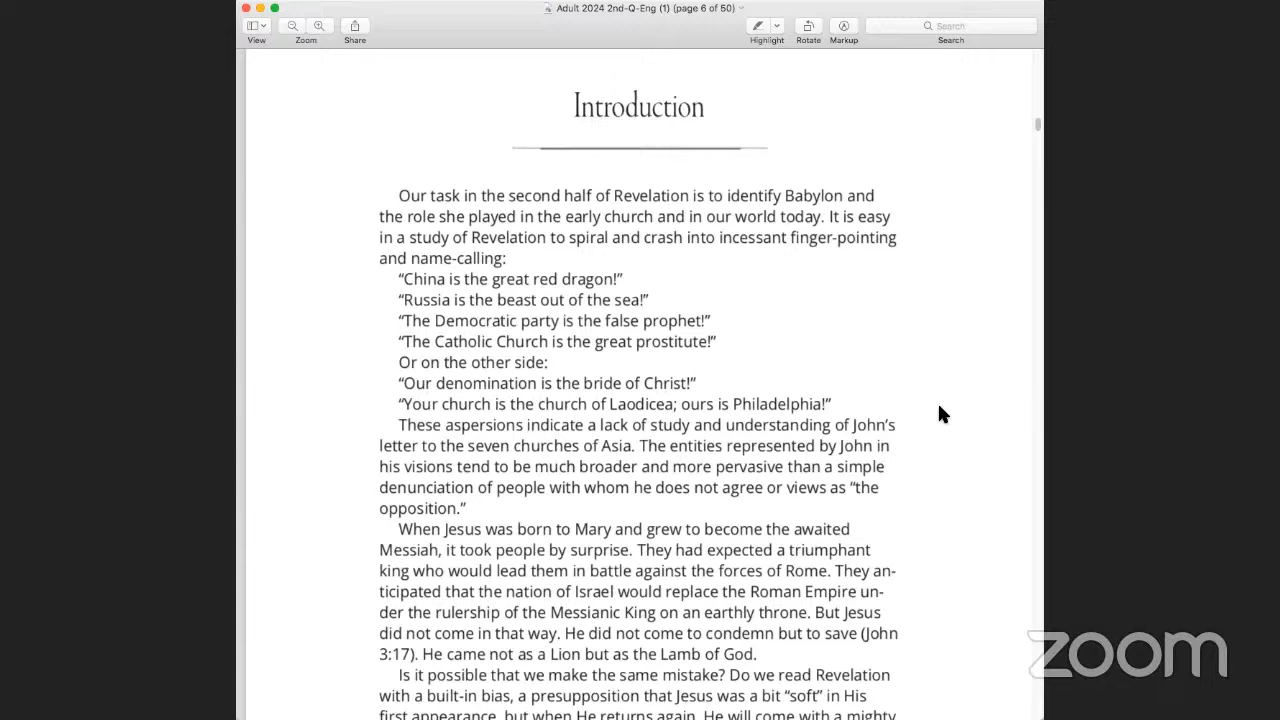 Adult 2024 2nd-Q-Eng (1) (page 6 of 50)
View Zoom Share Highlight Rotate Markup Search
Search
Introduction
Our task in the second half of Revelation is to identify Babylon and
the role she played in the early church and in our world today. It is easy
in a study of Revelation to spiral and crash into incessant finger-pointing
and name-calling:
“China is the great red dragon!”
“Russia is the beast out of the sea!”
“The Democratic party is the false prophet!”
“The Catholic Church is the great prostitute!”
Or on the other side:
“Our denomination is the bride of Christ!”
“Your church is the church of Laodicea; ours is Philadelphia!”
These aspersions indicate a lack of study and understanding of John’s
letter to the seven churches of Asia. The entities represented by John in
his visions tend to be much broader and more pervasive than a simple
denunciation of people with whom he does not agree or views as “the
opposition.”
When Jesus was born to Mary and grew to become the awaited
Messiah, it took people by surprise. They had expected a triumphant
king who would lead them in battle against the forces of Rome. They an-
ticipated that the nation of Israel would replace the Roman Empire un-
der the rulership of the Messianic King on an earthly throne. But Jesus
did not come in that way. He did not come to condemn but to save (John
3:17). He came not as a Lion but as the Lamb of God.
Is it possible that we make the same mistake? Do we read Revelation
with a built-in bias, a presupposition that Jesus was a bit “soft” in His
first appearance, but when He returns again, He will come with a mighty
zoom